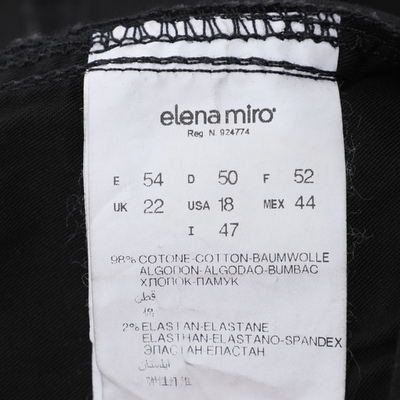 elena miro
Reg. N. 924774
E 54 D 50 F 52
UK 22 USA 18 MEX 44
I 47
98% COTONE-COTTON-BAUMWOLLE
ALGODON-ALGODAO-BUMBAC
ХЛОПОК-ПАМУК
قطن
2% ELASTAN-ELASTANE
ELASTHAN-ELASTANO-SPANDEX
ЭЛАСТАН-ЕЛАСТАН